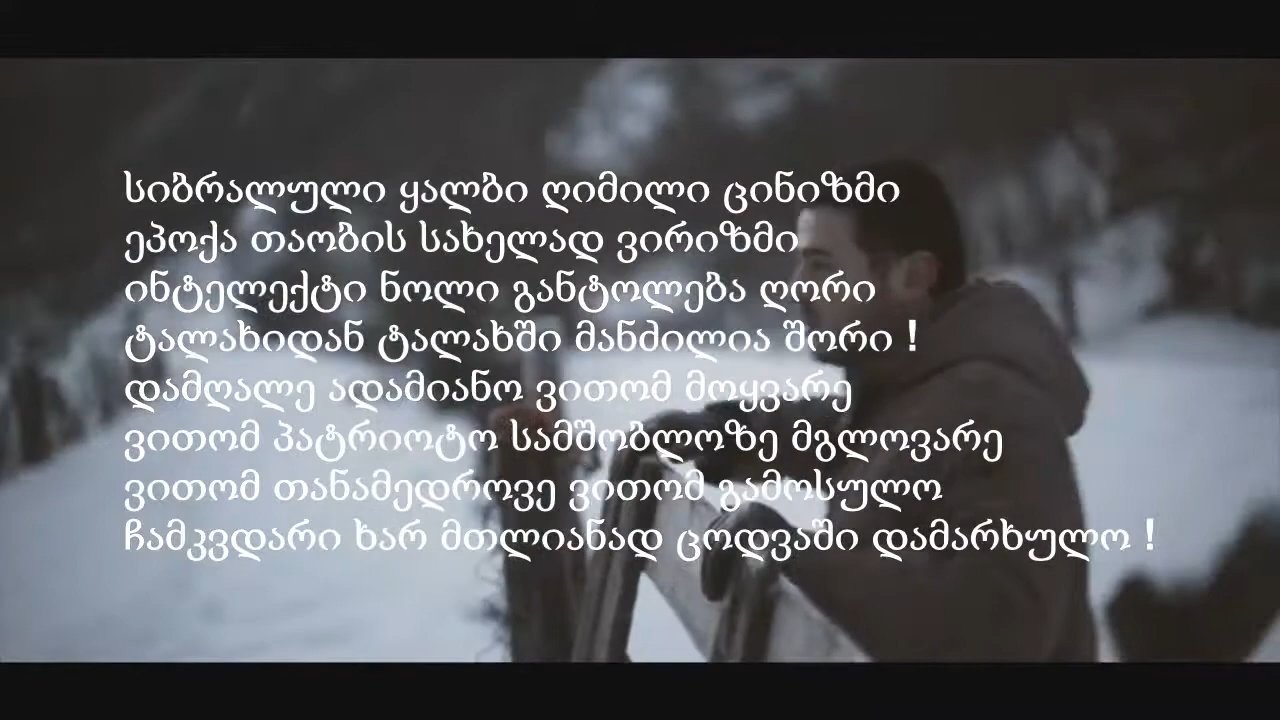 სიბრალული ყალბი ღიმილი ცინიზმი
ეპოქა თაობის სახელად ვირიზმი
ინტელექტი ნოლი განტოლება ღორი
ტალახიდან ტალახში მანძილია შორი !
დამღალე ადამიანო ვითომ მოყვარე
ვითომ პატრიოტო სამშობლოზე მგლოვარე
ვითომ თანამედროვე ვითომ გამოსულო
ჩამკვდარი ხარ მთლიანად ცოდვაში დამარხულო !